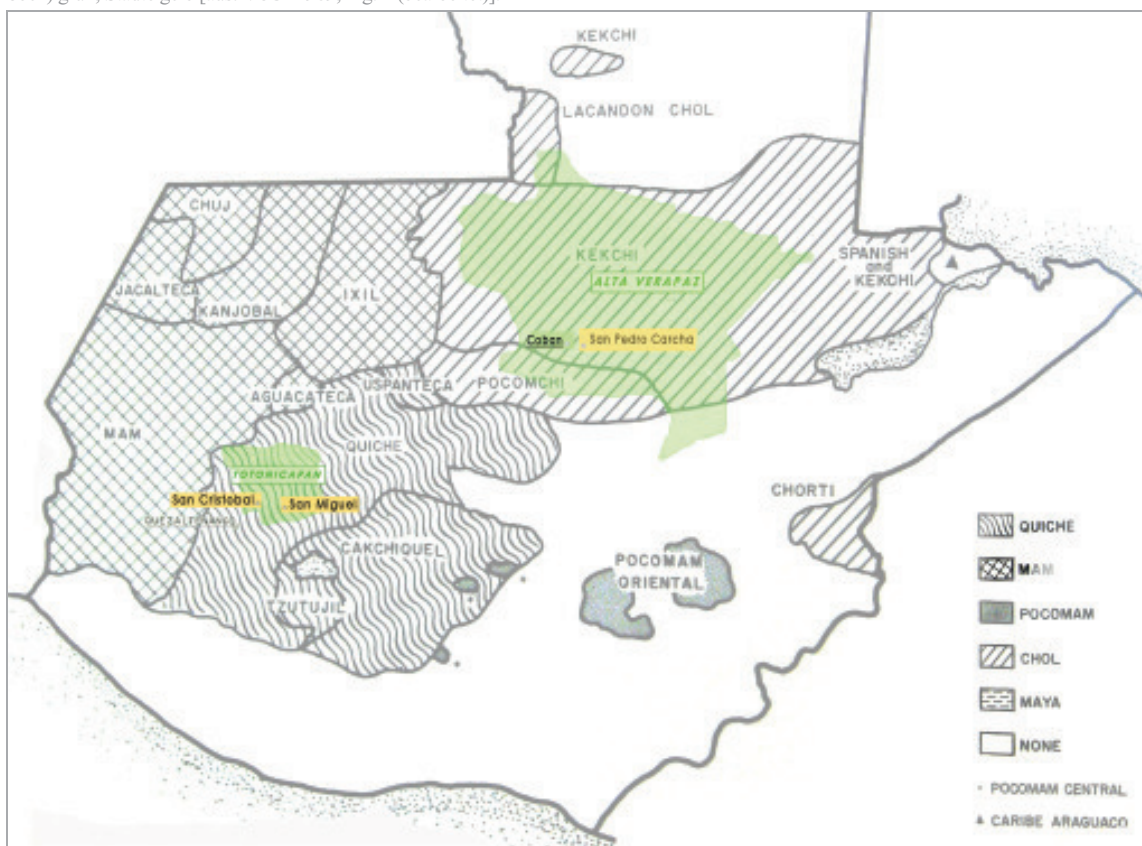 KEKCHI
LACANDON CHOL
CHUJ
KEKCHI
SPANISH
and
KEKCHI
JACALTECA
IXIL
ALTA VERAPAZ
KANJOBAL
Coban
San Pedro Carcha
USPANTECA
POCOMCHI
AGUACATECA
MAM
QUICHE
TOTONICAPAN
San Cristobal
San Miguel
CHORTI
QUEZALTENANGO
CAKCHIQUEL
POCOMAM
ORIENTAL
TZUTUJIL
QUICHE
MAM
POCOMAM
CHOL
MAYA
NONE
POCOMAM CENTRAL
CARIBE ARAGUACO